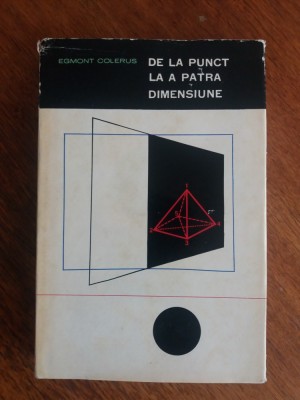 EGMONT COLERUS
DE LA PUNCT
LA A PATRA
DIMENSIUNE